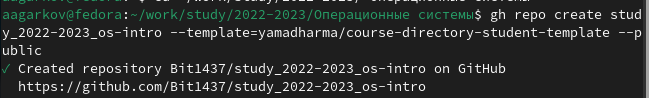 aagarkov@fedora:~/work/study/2022-2023/Операционные системы$ gh repo create stud
y_2022-2023_os-intro --template=yamadharma/course-directory-student-template --p
ublic
✓ Created repository Bit1437/study_2022-2023_os-intro on GitHub
https://github.com/Bit1437/study_2022-2023_os-intro